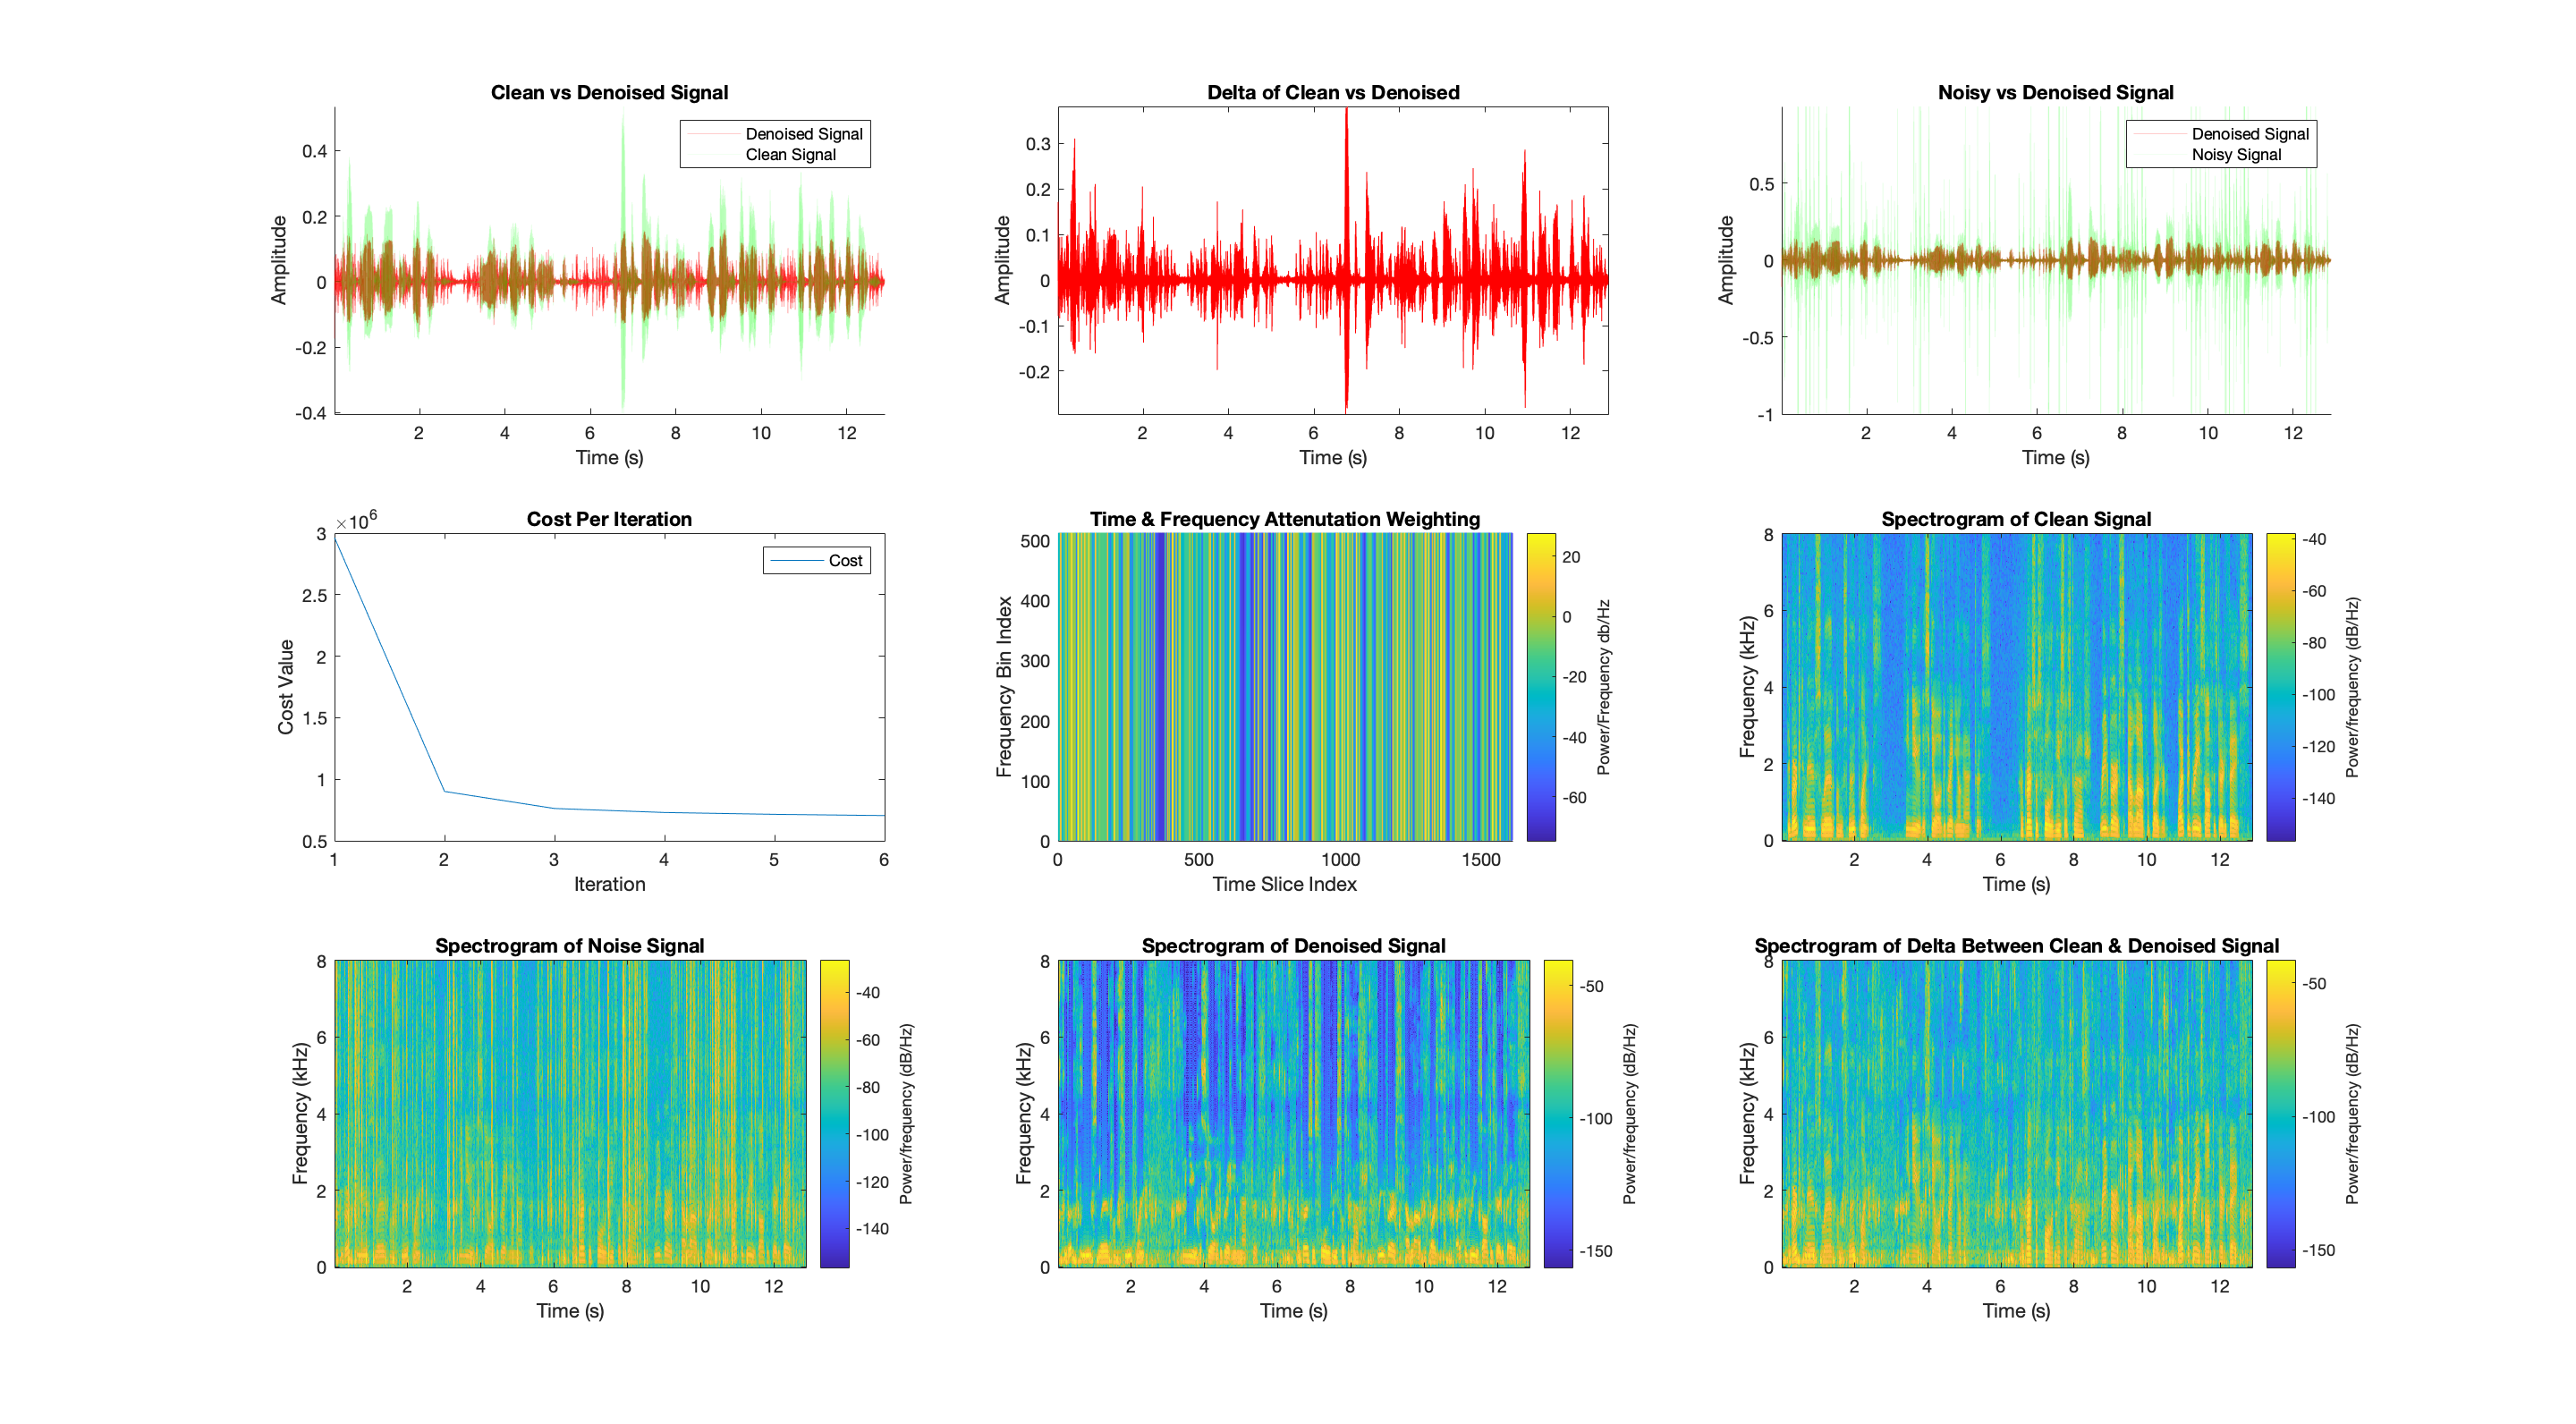 Clean vs Denoised Signal
Denoised Signal
Clean Signal
0.4
0.2
0
-0.2
-0.4
Amplitude
2 4 6 8 10 12
Time (s)
Delta of Clean vs Denoised
0.3
0.2
0.1
0
-0.1
-0.2
Amplitude
2 4 6 8 10 12
Time (s)
Noisy vs Denoised Signal
Denoised Signal
Noisy Signal
0.5
0
-0.5
-1
Amplitude
2 4 6 8 10 12
Time (s)
Cost Per Iteration
×10^6
Cost
3
2.5
2
1.5
1
0.5
Cost Value
1 2 3 4 5 6
Iteration
Time & Frequency Attenutation Weighting
500
400
300
200
100
0
Frequency Bin Index
0 500 1000 1500
Time Slice Index
20
0
-20
-40
-60
Power/Frequency db/Hz
Spectrogram of Clean Signal
8
6
4
2
0
Frequency (kHz)
2 4 6 8 10 12
Time (s)
-40
-60
-80
-100
-120
-140
Power/frequency (dB/Hz)
Spectrogram of Noise Signal
8
6
4
2
0
Frequency (kHz)
2 4 6 8 10 12
Time (s)
-40
-60
-80
-100
-120
-140
Power/frequency (dB/Hz)
Spectrogram of Denoised Signal
8
6
4
2
0
Frequency (kHz)
2 4 6 8 10 12
Time (s)
-50
-100
-150
Power/frequency (dB/Hz)
Spectrogram of Delta Between Clean & Denoised Signal
8
6
4
2
0
Frequency (kHz)
2 4 6 8 10 12
Time (s)
-50
-100
-150
Power/frequency (dB/Hz)